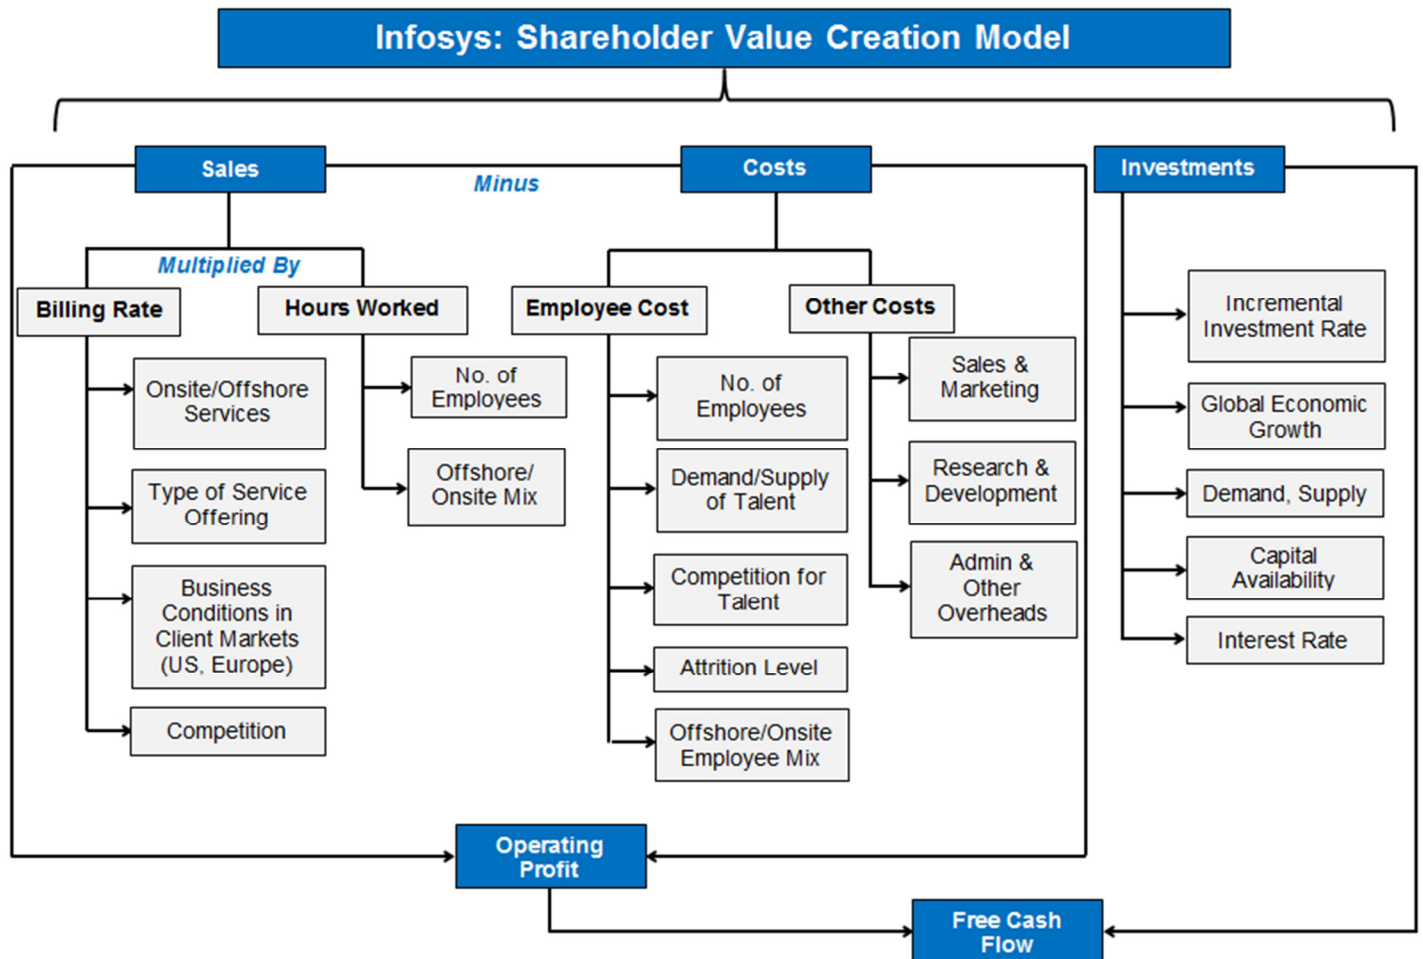 Infosys: Shareholder Value Creation Model
Sales
Minus
Costs
Investments
Multiplied By
Billing Rate
Hours Worked
Employee Cost
Other Costs
Onsite/Offshore
Services
Type of Service
Offering
Business
Conditions in
Client Markets
(US, Europe)
Competition
No. of
Employees
Offshore/
Onsite Mix
No. of
Employees
Demand/Supply
of Talent
Competition for
Talent
Attrition Level
Offshore/Onsite
Employee Mix
Sales &
Marketing
Research &
Development
Admin &
Other
Overheads
Incremental
Investment Rate
Global Economic
Growth
Demand, Supply
Capital
Availability
Interest Rate
Operating
Profit
Free Cash
Flow